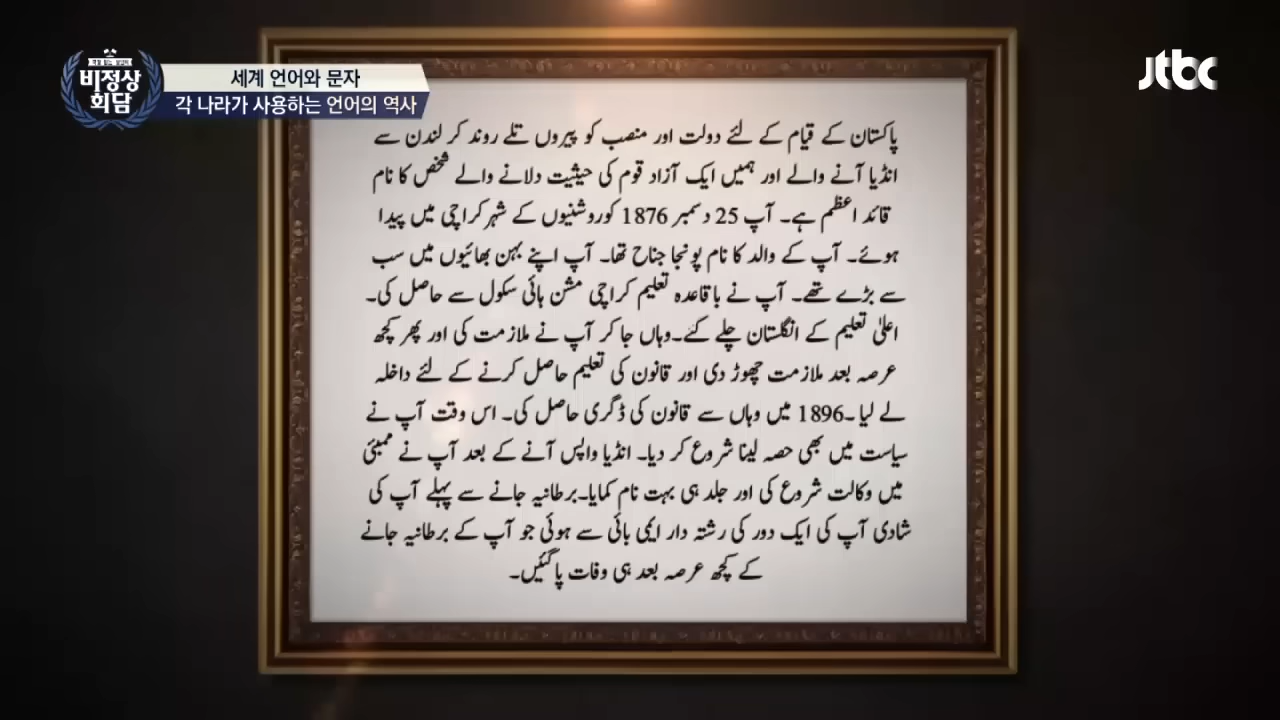 비정상
회담
세계 언어와 문자
각 나라가 사용하는 언어의 역사
jtbc
پاکستان کے قیام کے لئے دولت اور منصب کو پیروں تلے روند کر لندن سے
انڈیا آنے والے اور ہمیں ایک آزاد قوم کی حیثیت دلانے والے شخص کا نام
قائد اعظم ہے۔ آپ 25 دسمبر 1876 کوروشنیوں کے شہر کراچی میں پیدا
ہوئے۔ آپ کے والد کا نام پونجا جناح تھا۔ آپ اپنے بہن بھائیوں میں سب
سے بڑے تھے۔ آپ نے باقاعدہ تعلیم کراچی مشن ہائی سکول سے حاصل کی۔
اعلیٰ تعلیم کے انگلستان چلے گئے۔وہاں جا کر آپ نے ملازمت کی اور پھر کچھ
عرصہ بعد ملازمت چھوڑ دی اور قانون کی تعلیم حاصل کرنے کے لئے داخلہ
لے لیا ۔1896 میں وہاں سے قانون کی ڈگری حاصل کی۔ اس وقت آپ نے
سیاست میں بھی حصہ لینا شروع کر دیا۔ انڈیا واپس آنے کے بعد آپ نے ممبئی
میں وکالت شروع کی اور جلد ہی بہت نام کمایا۔برطانیہ جانے سے پہلے آپ کی
شادی آپ کی ایک دور کی رشتہ دار ایمی بائی سے ہوئی جو آپ کے برطانیہ جانے
کے کچھ عرصہ بعد ہی وفات پا گئیں۔